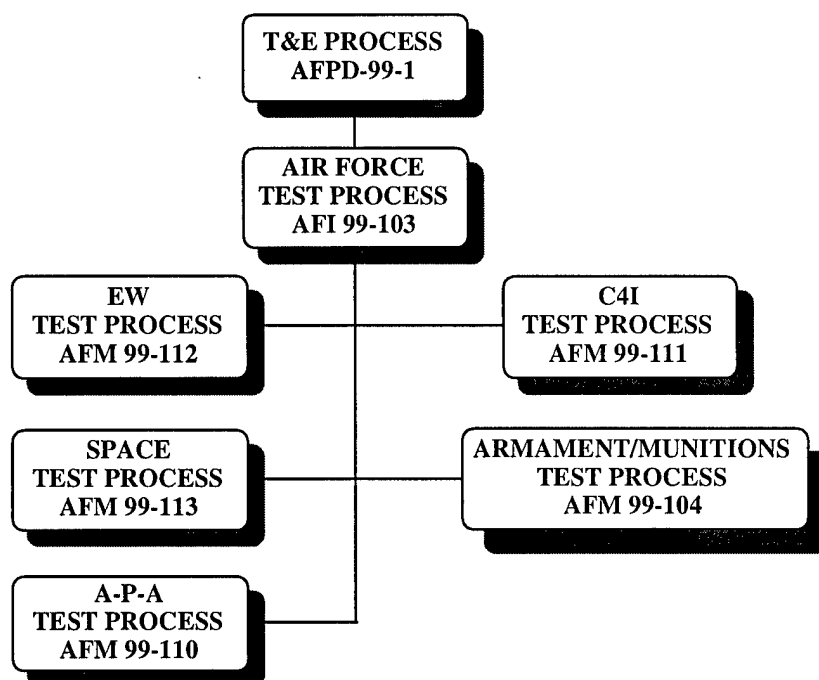 T&E PROCESS
AFPD-99-1
AIR FORCE
TEST PROCESS
AFI 99-103
EW
TEST PROCESS
AFM 99-112
C4I
TEST PROCESS
AFM 99-111
SPACE
TEST PROCESS
AFM 99-113
ARMAMENT/MUNITIONS
TEST PROCESS
AFM 99-104
A-P-A
TEST PROCESS
AFM 99-110